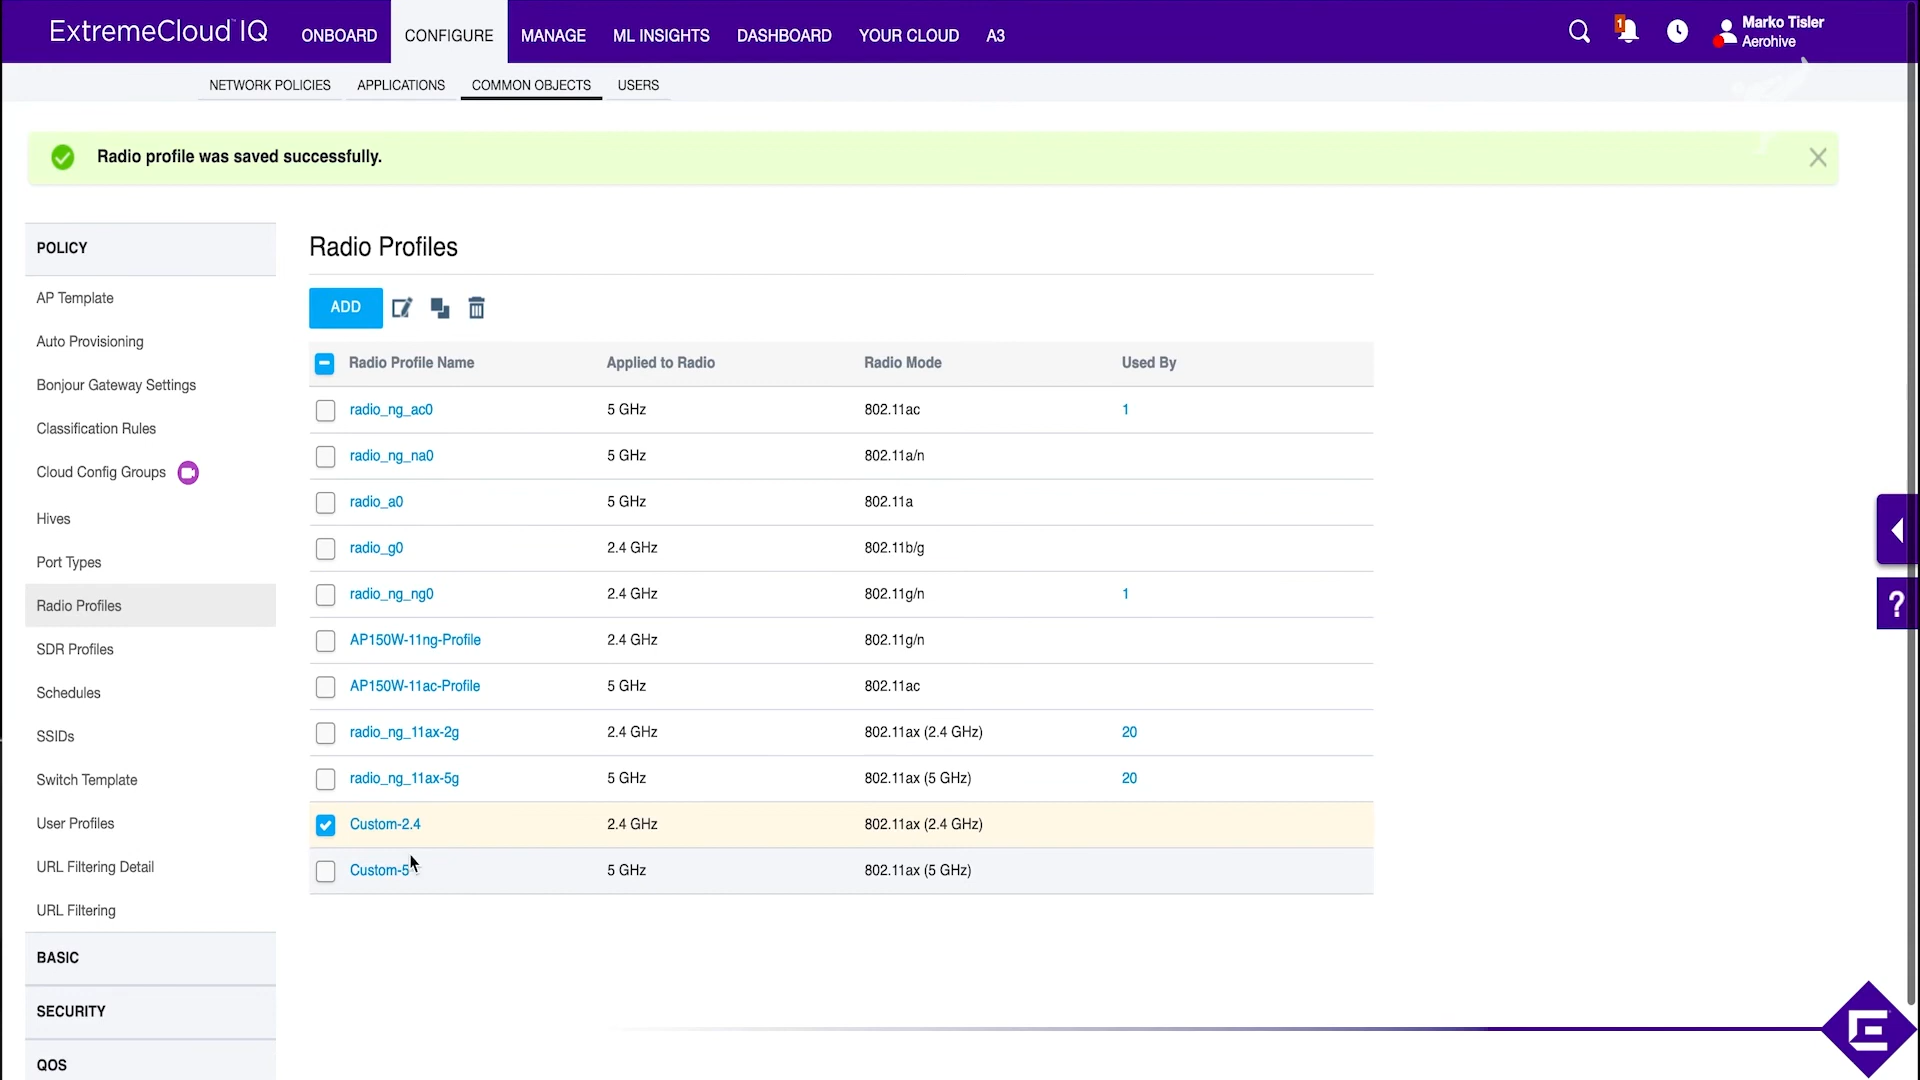 ExtremeCloud IQ
ONBOARD
CONFIGURE
MANAGE
ML INSIGHTS
DASHBOARD
YOUR CLOUD
A3
1
Marko Tisler
Aerohive
NETWORK POLICIES
APPLICATIONS
COMMON OBJECTS
USERS
Radio profile was saved successfully.
POLICY
AP Template
Auto Provisioning
Bonjour Gateway Settings
Classification Rules
Cloud Config Groups
Hives
Port Types
Radio Profiles
SDR Profiles
Schedules
SSIDs
Switch Template
User Profiles
URL Filtering Detail
URL Filtering
BASIC
SECURITY
QOS
Radio Profiles
ADD
Radio Profile Name Applied to Radio Radio Mode Used By
radio_ng_ac0 5 GHz 802.11ac 1
radio_ng_na0 5 GHz 802.11a/n
radio_a0 5 GHz 802.11a
radio_g0 2.4 GHz 802.11b/g
radio_ng_ng0 2.4 GHz 802.11g/n 1
AP150W-11ng-Profile 2.4 GHz 802.11g/n
AP150W-11ac-Profile 5 GHz 802.11ac
radio_ng_11ax-2g 2.4 GHz 802.11ax (2.4 GHz) 20
radio_ng_11ax-5g 5 GHz 802.11ax (5 GHz) 20
Custom-2.4 2.4 GHz 802.11ax (2.4 GHz)
Custom-5 5 GHz 802.11ax (5 GHz)
?
E